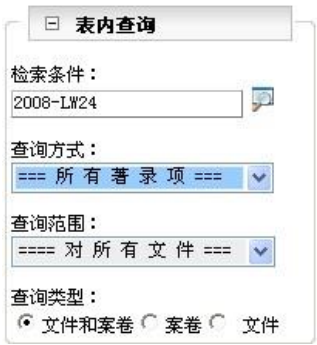 表内查询
检索条件：
2008-LW24
查询方式：
=== 所 有 著 录 项 ===
查询范围：
==== 对 所 有 文 件 ===
查询类型：
文件和案卷 案卷 文件